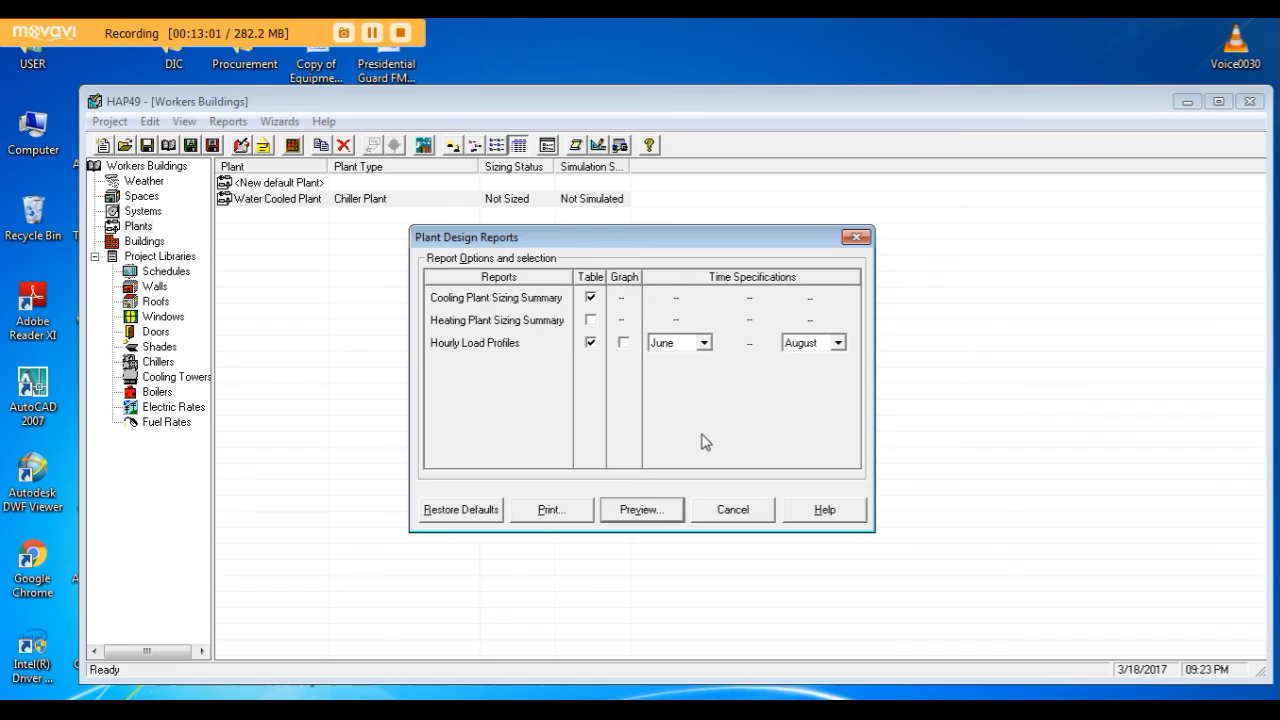 movavi Recording [00:13:01 / 282.2 MB]
USER
DIC
Procurement
Copy of
Equipme...
Presidential
Guard FM...
Voice0030
Computer
Recycle Bin
Adobe
Reader XI
AutoCAD
2007
Autodesk
DWF Viewer
Google
Chrome
Intel(R)
Driver ...
HAP49 - [Workers Buildings]
Project Edit View Reports Wizards Help
Workers Buildings
Weather
Spaces
Systems
Plants
Buildings
Project Libraries
Schedules
Walls
Roofs
Windows
Doors
Shades
Chillers
Cooling Towers
Boilers
Electric Rates
Fuel Rates
Plant Plant Type Sizing Status Simulation S...
<New default Plant>
Water Cooled Plant Chiller Plant Not Sized Not Simulated
Plant Design Reports
Report Options and selection
Reports Table Graph Time Specifications
Cooling Plant Sizing Summary -- -- -- --
Heating Plant Sizing Summary -- -- -- --
Hourly Load Profiles June -- August
Restore Defaults Print... Preview... Cancel Help
Ready 3/18/2017 09:23 PM